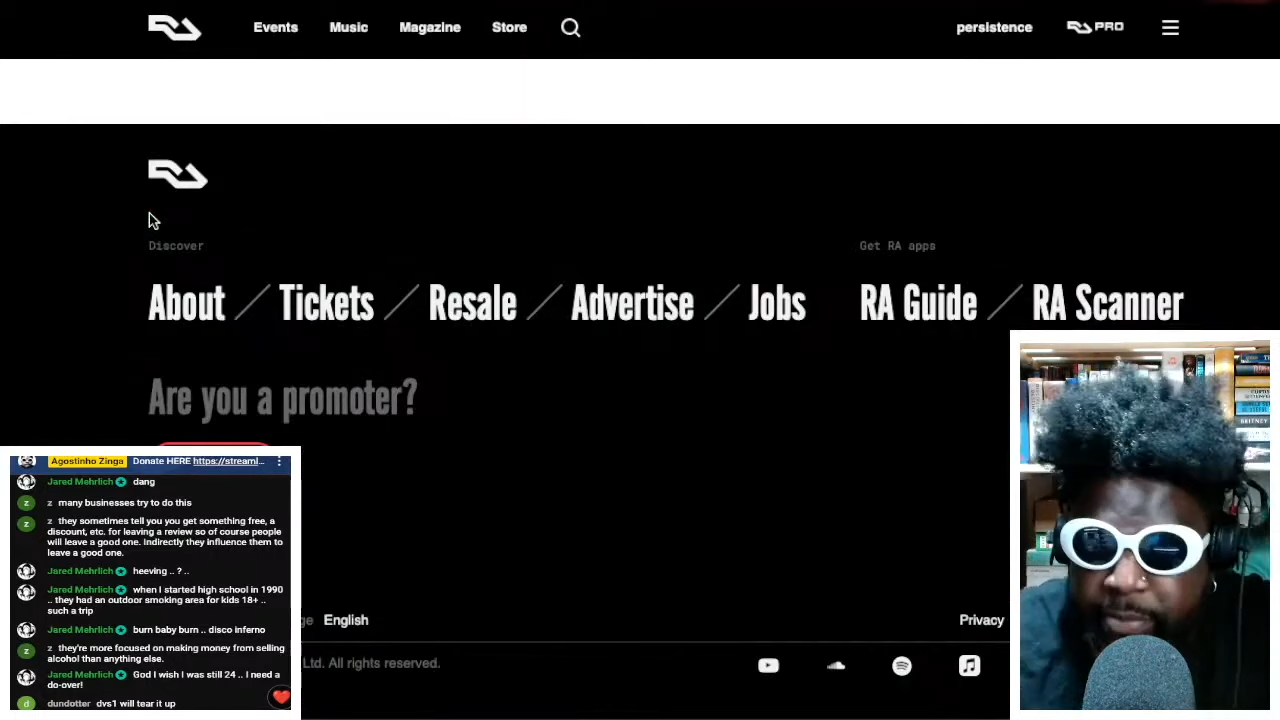 Events Music Magazine Store
persistence PRO
Discover
Get RA apps
About / Tickets / Resale / Advertise / Jobs
RA Guide / RA Scanner
Are you a promoter?
Agostinho Zinga Donate HERE https://streaml...
Jared Mehrlich dang
z many businesses try to do this
z they sometimes tell you you get something free, a
discount, etc. for leaving a review so of course people
will leave a good one. Indirectly they influence them to
leave a good one.
Jared Mehrlich heeving .. ? ..
Jared Mehrlich when I started high school in 1990
.. they had an outdoor smoking area for kids 18+ ..
such a trip
Jared Mehrlich burn baby burn .. disco inferno
z they're more focused on making money from selling
alcohol than anything else.
Jared Mehrlich God I wish I was still 24 .. I need a
do-over!
dundotter dvs1 will tear it up
English
Privacy
Ltd. All rights reserved.
BRITNEY